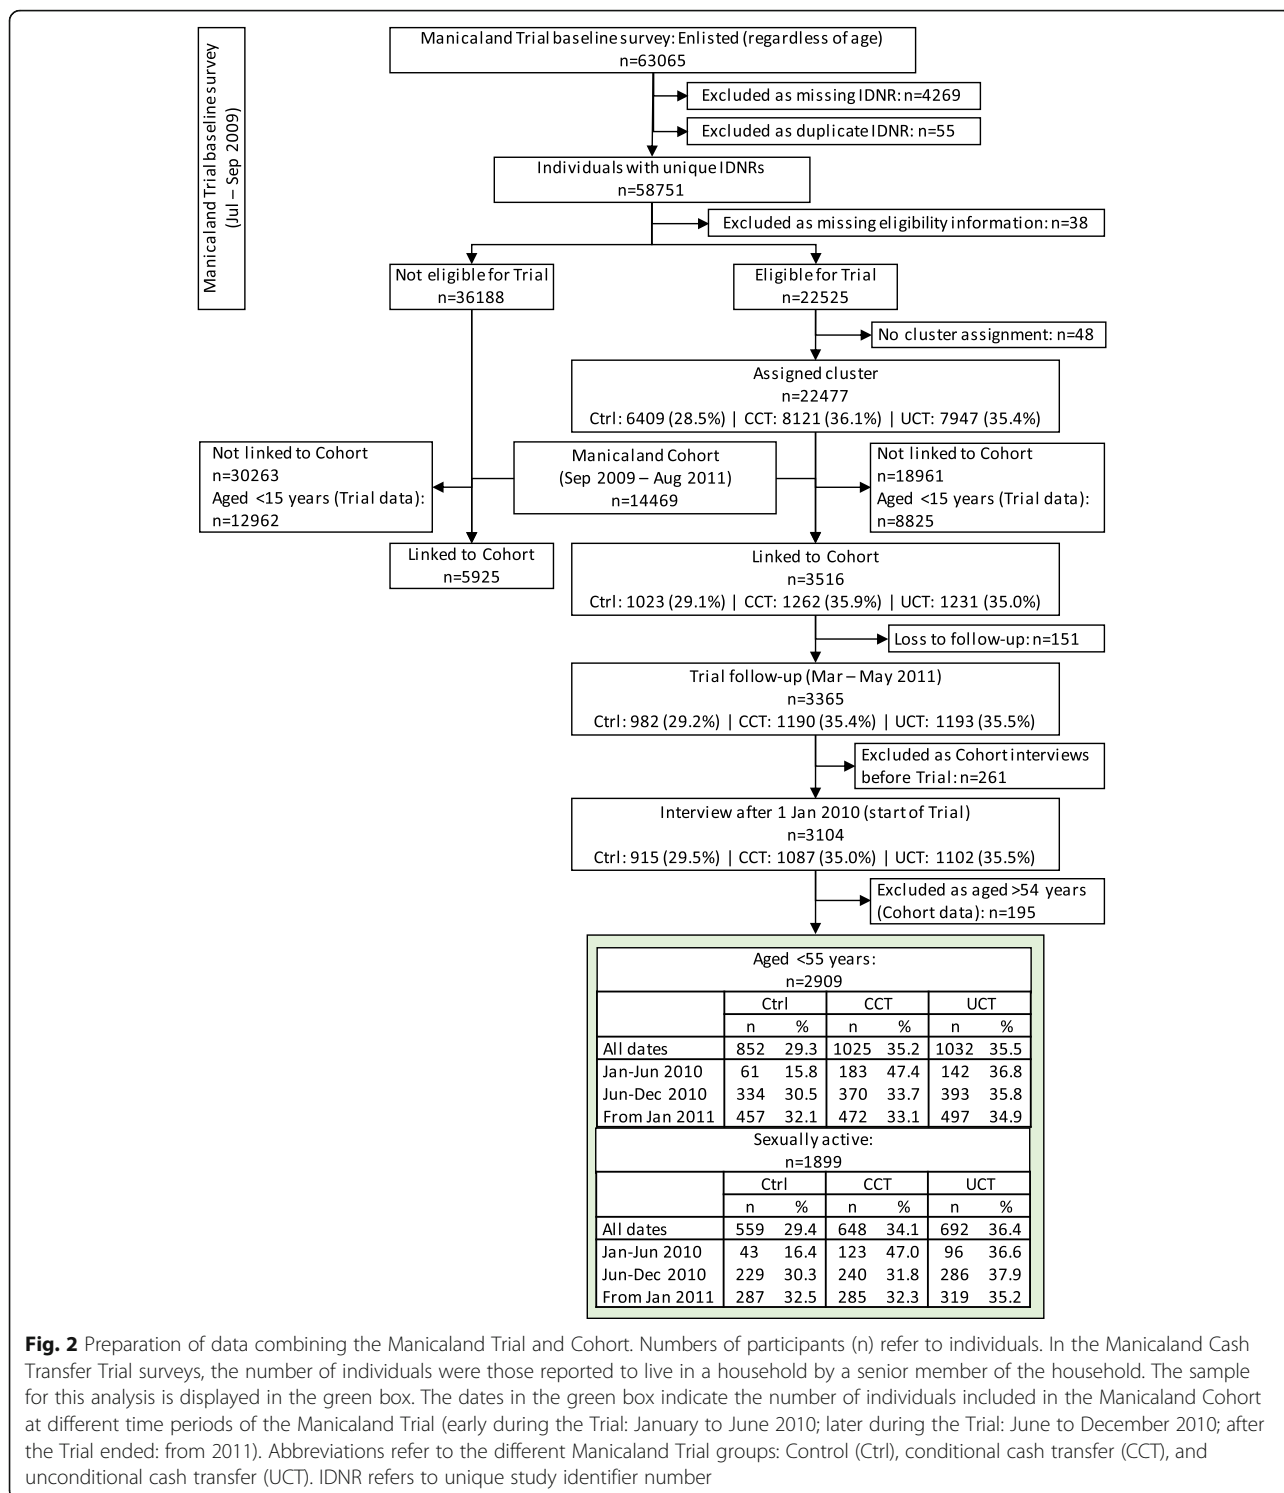 Manicaland Trial baseline survey
(Jul – Sep 2009)
Manicaland Trial baseline survey: Enlisted (regardless of age)
n=63065
Excluded as missing IDNR: n=4269
Excluded as duplicate IDNR: n=55
Individuals with unique IDNRs
n=58751
Excluded as missing eligibility information: n=38
Not eligible for Trial
n=36188
Eligible for Trial
n=22525
No cluster assignment: n=48
Assigned cluster
n=22477
Ctrl: 6409 (28.5%) | CCT: 8121 (36.1%) | UCT: 7947 (35.4%)
Not linked to Cohort
n=30263
Aged <15 years (Trial data):
n=12962
Manicaland Cohort
(Sep 2009 – Aug 2011)
n=14469
Not linked to Cohort
n=18961
Aged <15 years (Trial data):
n=8825
Linked to Cohort
n=5925
Linked to Cohort
n=3516
Ctrl: 1023 (29.1%) | CCT: 1262 (35.9%) | UCT: 1231 (35.0%)
Loss to follow-up: n=151
Trial follow-up (Mar – May 2011)
n=3365
Ctrl: 982 (29.2%) | CCT: 1190 (35.4%) | UCT: 1193 (35.5%)
Excluded as Cohort interviews
before Trial: n=261
Interview after 1 Jan 2010 (start of Trial)
n=3104
Ctrl: 915 (29.5%) | CCT: 1087 (35.0%) | UCT: 1102 (35.5%)
Excluded as aged >54 years
(Cohort data): n=195
Aged <55 years:
n=2909
Ctrl CCT UCT
n % n % n %
All dates 852 29.3 1025 35.2 1032 35.5
Jan-Jun 2010 61 15.8 183 47.4 142 36.8
Jun-Dec 2010 334 30.5 370 33.7 393 35.8
From Jan 2011 457 32.1 472 33.1 497 34.9
Sexually active:
n=1899
Ctrl CCT UCT
n % n % n %
All dates 559 29.4 648 34.1 692 36.4
Jan-Jun 2010 43 16.4 123 47.0 96 36.6
Jun-Dec 2010 229 30.3 240 31.8 286 37.9
From Jan 2011 287 32.5 285 32.3 319 35.2
Fig. 2 Preparation of data combining the Manicaland Trial and Cohort. Numbers of participants (n) refer to individuals. In the Manicaland Cash
Transfer Trial surveys, the number of individuals were those reported to live in a household by a senior member of the household. The sample
for this analysis is displayed in the green box. The dates in the green box indicate the number of individuals included in the Manicaland Cohort
at different time periods of the Manicaland Trial (early during the Trial: January to June 2010; later during the Trial: June to December 2010; after
the Trial ended: from 2011). Abbreviations refer to the different Manicaland Trial groups: Control (Ctrl), conditional cash transfer (CCT), and
unconditional cash transfer (UCT). IDNR refers to unique study identifier number